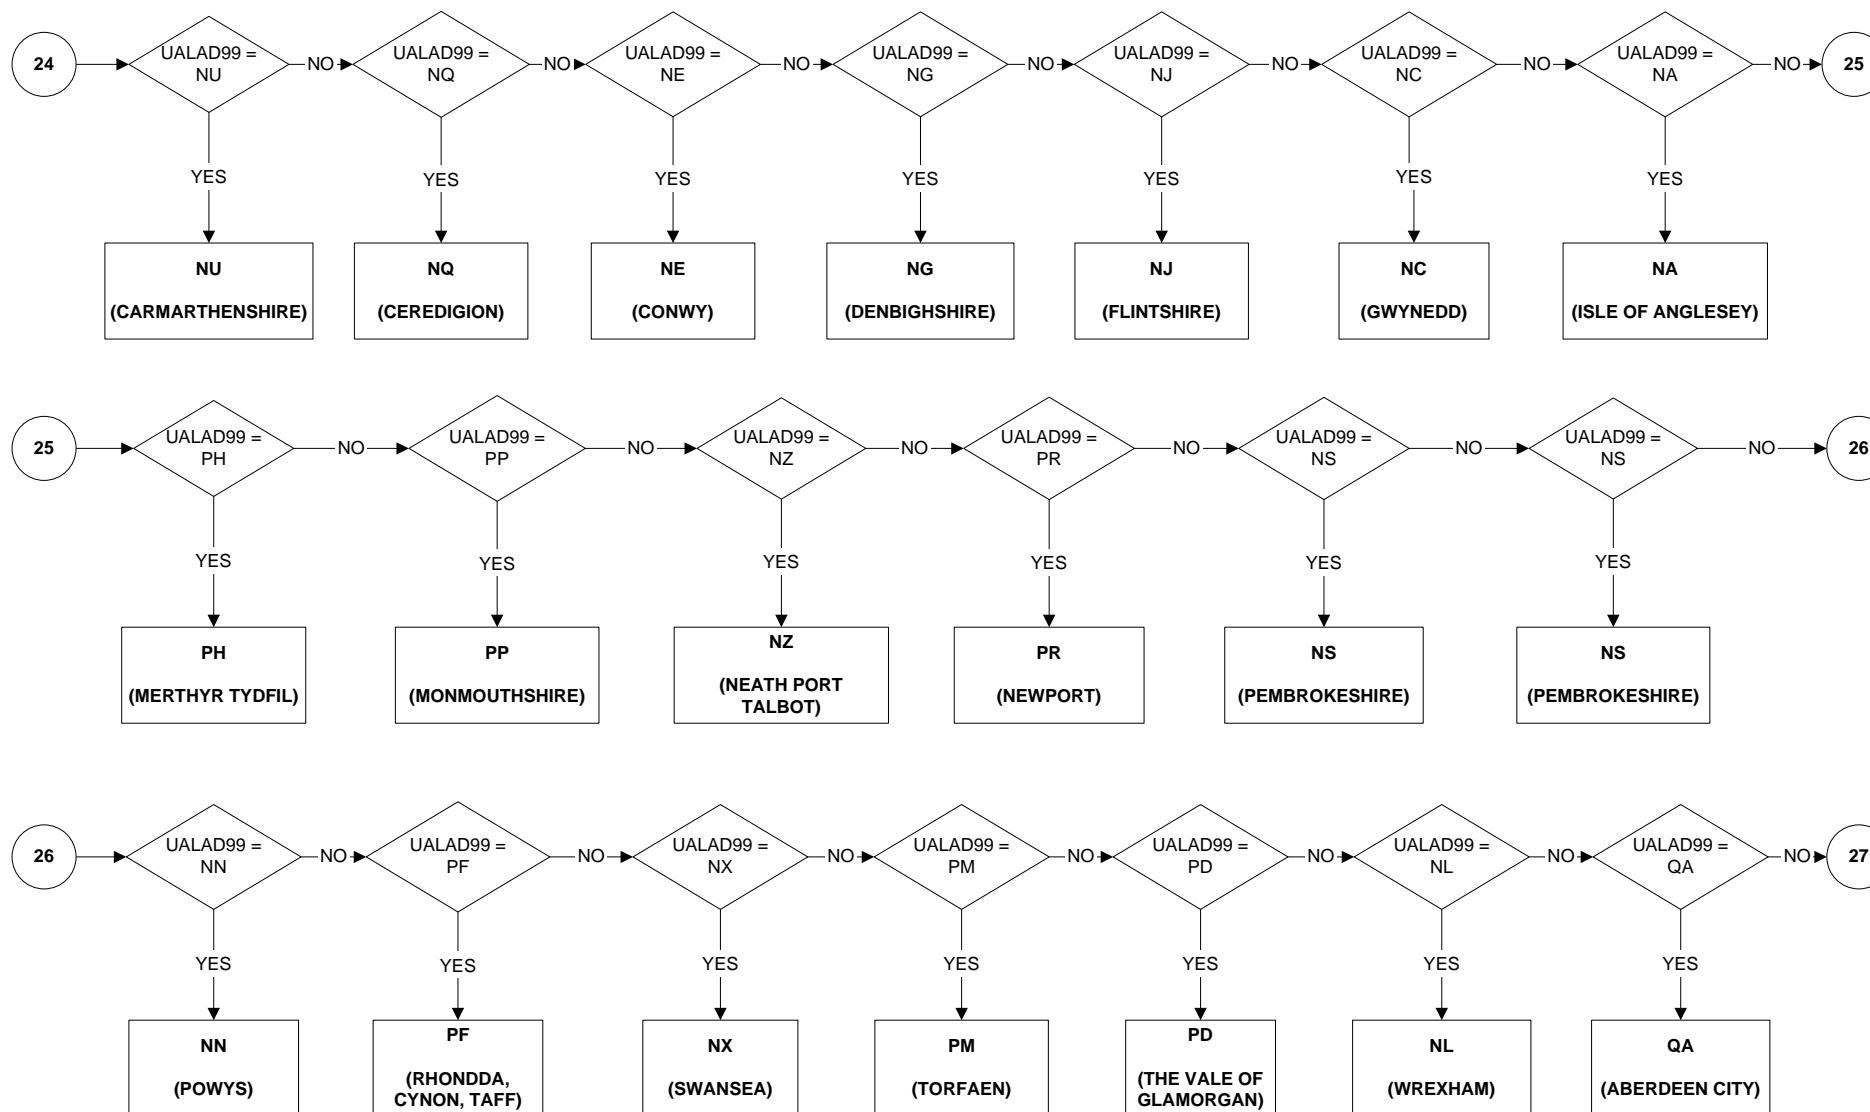 24
UALAD99 =
NU
NO
UALAD99 =
NQ
NO
UALAD99 =
NE
NO
UALAD99 =
NG
NO
UALAD99 =
NJ
NO
UALAD99 =
NC
NO
UALAD99 =
NA
NO
25
YES
YES
YES
YES
YES
YES
YES
NU
(CARMARTHENSHIRE)
NQ
(CEREDIGION)
NE
(CONWY)
NG
(DENBIGHSHIRE)
NJ
(FLINTSHIRE)
NC
(GWYNEDD)
NA
(ISLE OF ANGLESEY)
25
UALAD99 =
PH
NO
UALAD99 =
PP
NO
UALAD99 =
NZ
NO
UALAD99 =
PR
NO
UALAD99 =
NS
NO
UALAD99 =
NS
NO
26
YES
YES
YES
YES
YES
YES
PH
(MERTHYR TYDFIL)
PP
(MONMOUTHSHIRE)
NZ
(NEATH PORT
TALBOT)
PR
(NEWPORT)
NS
(PEMBROKESHIRE)
NS
(PEMBROKESHIRE)
26
UALAD99 =
NN
NO
UALAD99 =
PF
NO
UALAD99 =
NX
NO
UALAD99 =
PM
NO
UALAD99 =
PD
NO
UALAD99 =
NL
NO
UALAD99 =
QA
NO
27
YES
YES
YES
YES
YES
YES
YES
NN
(POWYS)
PF
(RHONDDA,
CYNON, TAFF)
NX
(SWANSEA)
PM
(TORFAEN)
PD
(THE VALE OF
GLAMORGAN)
NL
(WREXHAM)
QA
(ABERDEEN CITY)